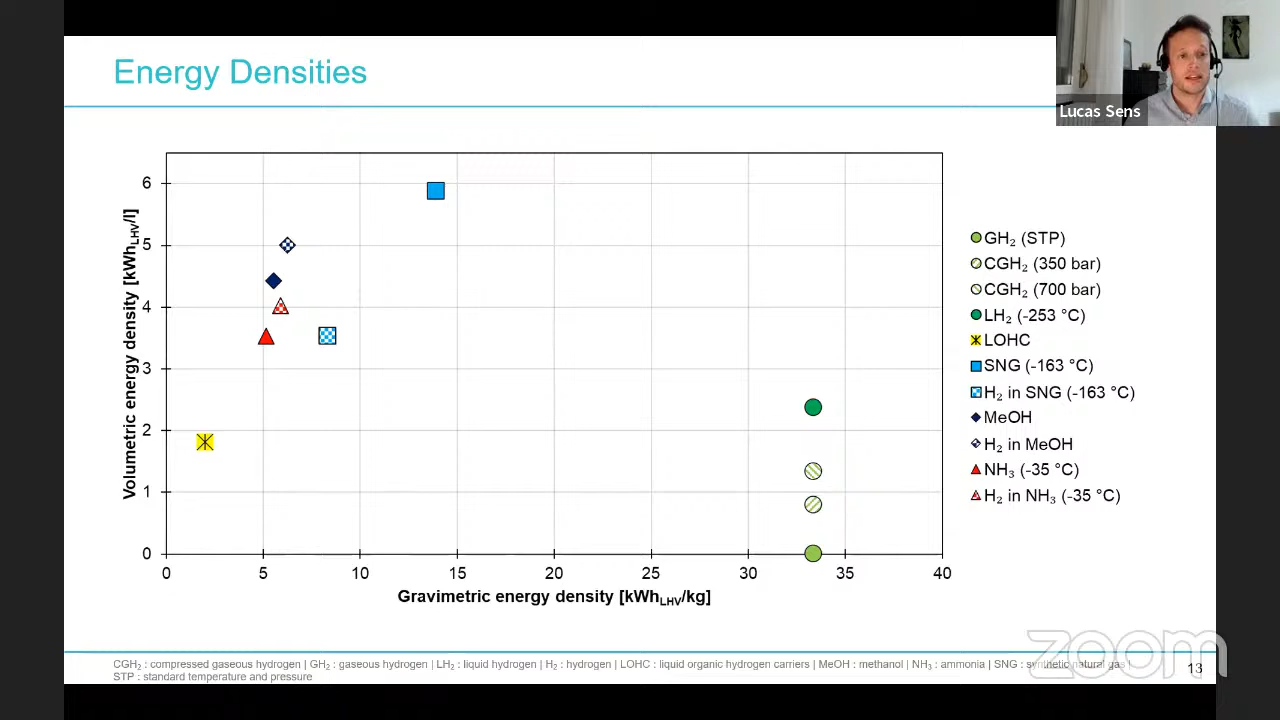 Energy Densities
Lucas Sens
Volumetric energy density [kWhLHV/l]
6
5
4
3
2
1
0
0 5 10 15 20 25 30 35 40
Gravimetric energy density [kWhLHV/kg]
GH₂ (STP)
CGH₂ (350 bar)
CGH₂ (700 bar)
LH₂ (-253 °C)
LOHC
SNG (-163 °C)
H₂ in SNG (-163 °C)
MeOH
H₂ in MeOH
NH₃ (-35 °C)
H₂ in NH₃ (-35 °C)
zoom
CGH₂ : compressed gaseous hydrogen | GH₂ : gaseous hydrogen | LH₂ : liquid hydrogen | H₂ : hydrogen | LOHC : liquid organic hydrogen carriers | MeOH : methanol | NH₃ : ammonia | SNG : synthetic natural gas |
STP : standard temperature and pressure
13